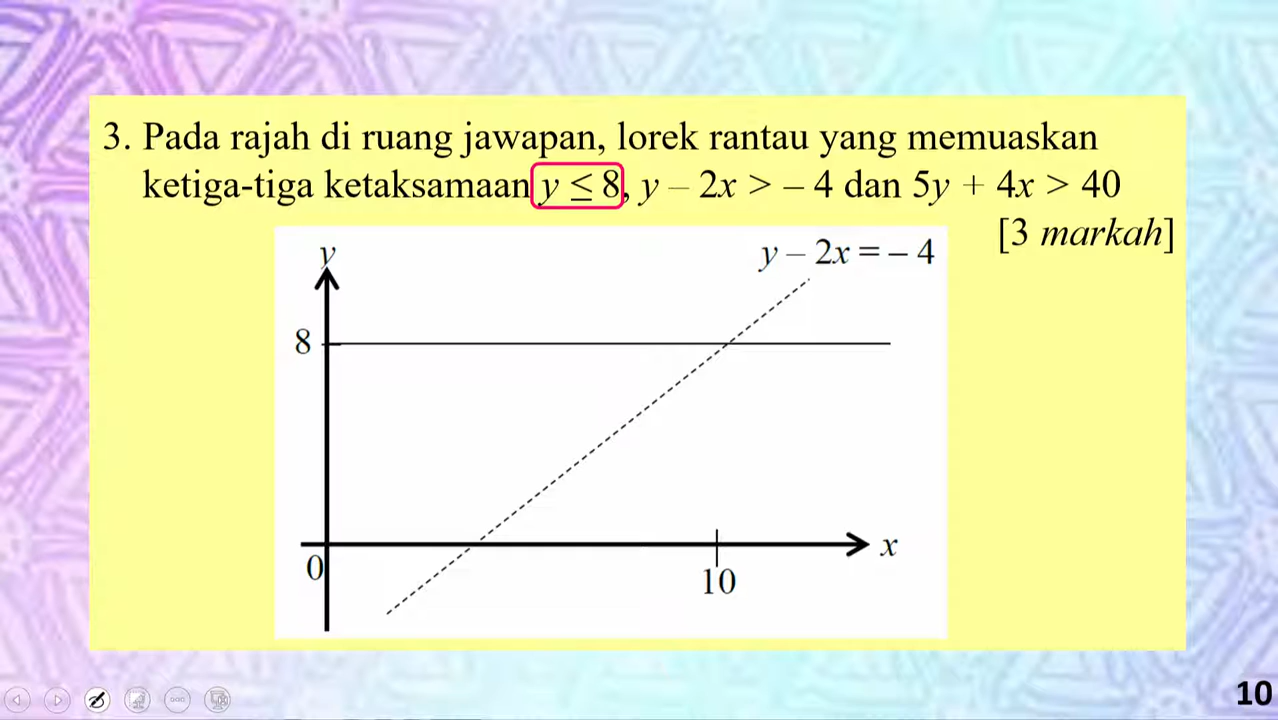 3. Pada rajah di ruang jawapan, lorek rantau yang memuaskan
ketiga-tiga ketaksamaan y ≤ 8, y – 2x > – 4 dan 5y + 4x > 40
[3 markah]
y
y – 2x = – 4
8
x
0
10
10